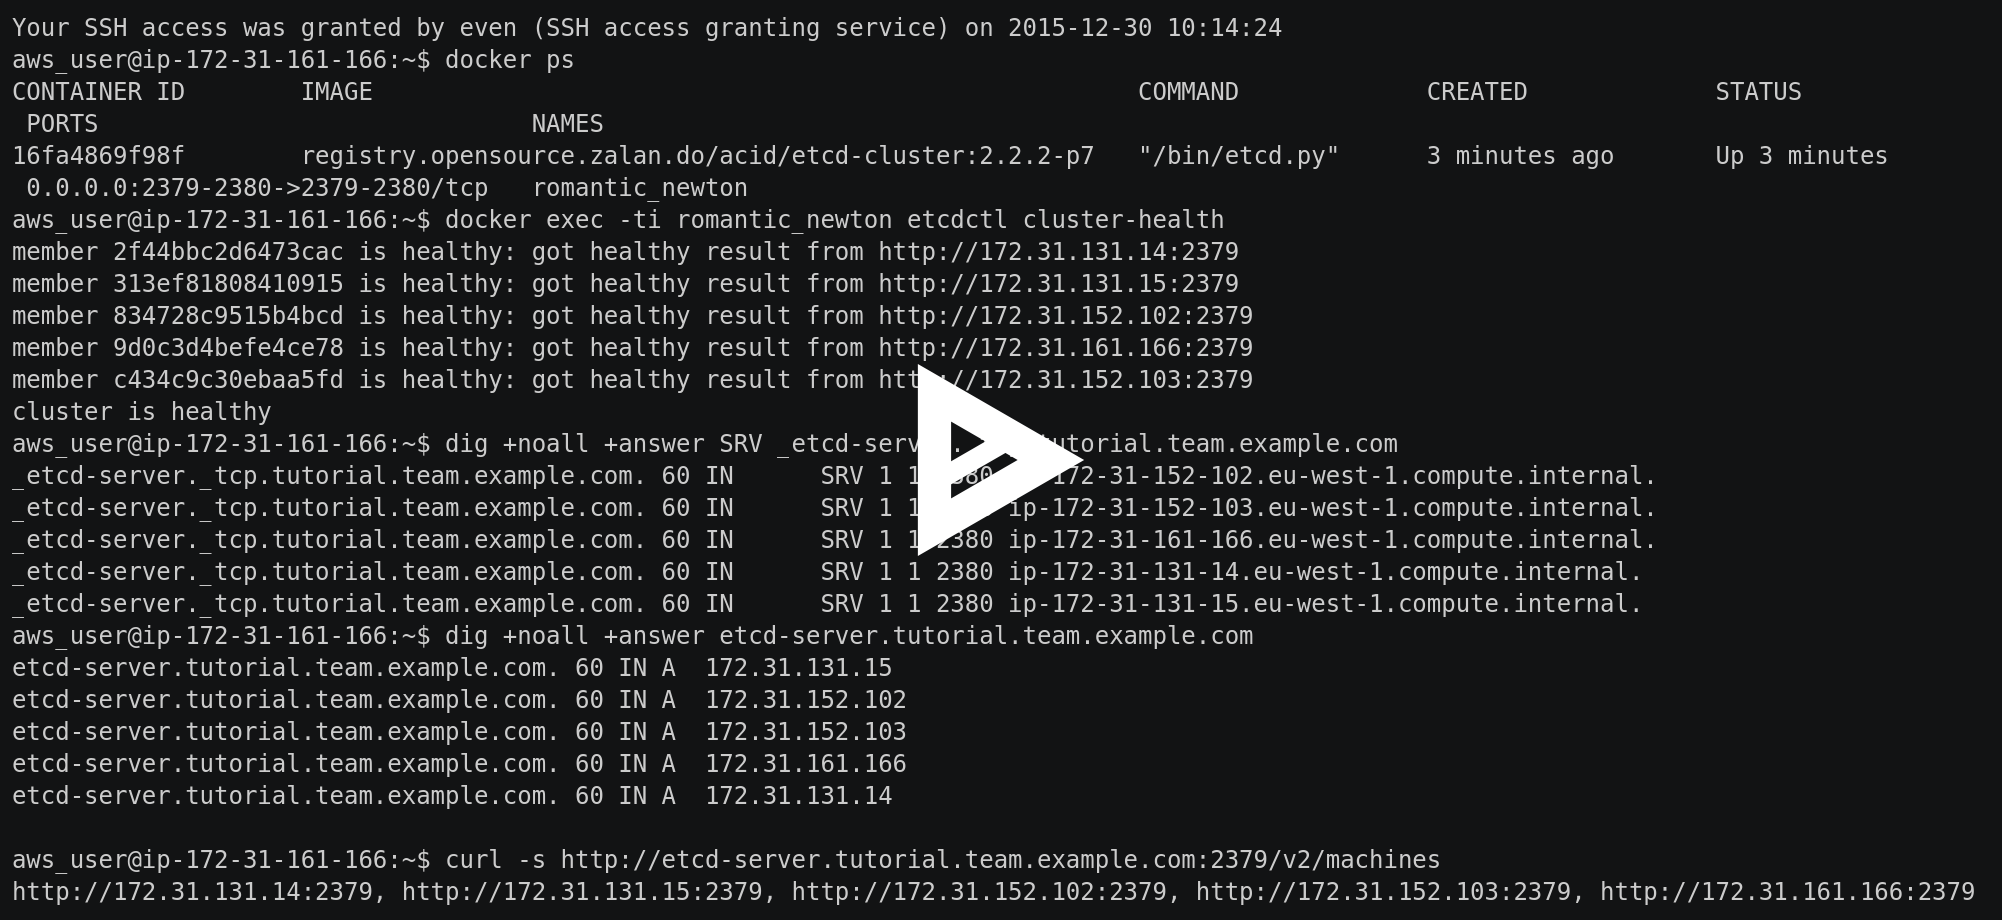 Your SSH access was granted by even (SSH access granting service) on 2015-12-30 10:14:24
aws_user@ip-172-31-161-166:~$ docker ps
CONTAINER ID        IMAGE                                                     COMMAND             CREATED             STATUS
 PORTS                              NAMES
16fa4869f98f        registry.opensource.zalan.do/acid/etcd-cluster:2.2.2-p7   "/bin/etcd.py"      3 minutes ago       Up 3 minutes
 0.0.0.0:2379-2380->2379-2380/tcp   romantic_newton
aws_user@ip-172-31-161-166:~$ docker exec -ti romantic_newton etcdctl cluster-health
member 2f44bbc2d6473cac is healthy: got healthy result from http://172.31.131.14:2379
member 313ef81808410915 is healthy: got healthy result from http://172.31.131.15:2379
member 834728c9515b4bcd is healthy: got healthy result from http://172.31.152.102:2379
member 9d0c3d4befe4ce78 is healthy: got healthy result from http://172.31.161.166:2379
member c434c9c30ebaa5fd is healthy: got healthy result from http://172.31.152.103:2379
cluster is healthy
aws_user@ip-172-31-161-166:~$ dig +noall +answer SRV
_etcd-server._tcp.tutorial.team.example.com. 60 IN      SRV 1 1 2380 ip-172-31-152-102.eu-west-1.compute.internal.
_etcd-server._tcp.tutorial.team.example.com. 60 IN      SRV 1 1 ip-172-31-152-103.eu-west-1.compute.internal.
_etcd-server._tcp.tutorial.team.example.com. 60 IN      SRV 1 1 2380 ip-172-31-161-166.eu-west-1.compute.internal.
_etcd-server._tcp.tutorial.team.example.com. 60 IN      SRV 1 1 2380 ip-172-31-131-14.eu-west-1.compute.internal.
_etcd-server._tcp.tutorial.team.example.com. 60 IN      SRV 1 1 2380 ip-172-31-131-15.eu-west-1.compute.internal.
aws_user@ip-172-31-161-166:~$ dig +noall +answer etcd-server.tutorial.team.example.com
etcd-server.tutorial.team.example.com. 60 IN A  172.31.131.15
etcd-server.tutorial.team.example.com. 60 IN A  172.31.152.102
etcd-server.tutorial.team.example.com. 60 IN A  172.31.152.103
etcd-server.tutorial.team.example.com. 60 IN A  172.31.161.166
etcd-server.tutorial.team.example.com. 60 IN A  172.31.131.14
aws_user@ip-172-31-161-166:~$ curl -s http://etcd-server.tutorial.team.example.com:2379/v2/machines
http://172.31.131.14:2379, http://172.31.131.15:2379, http://172.31.152.102:2379, http://172.31.152.103:2379, http://172.31.161.166:2379